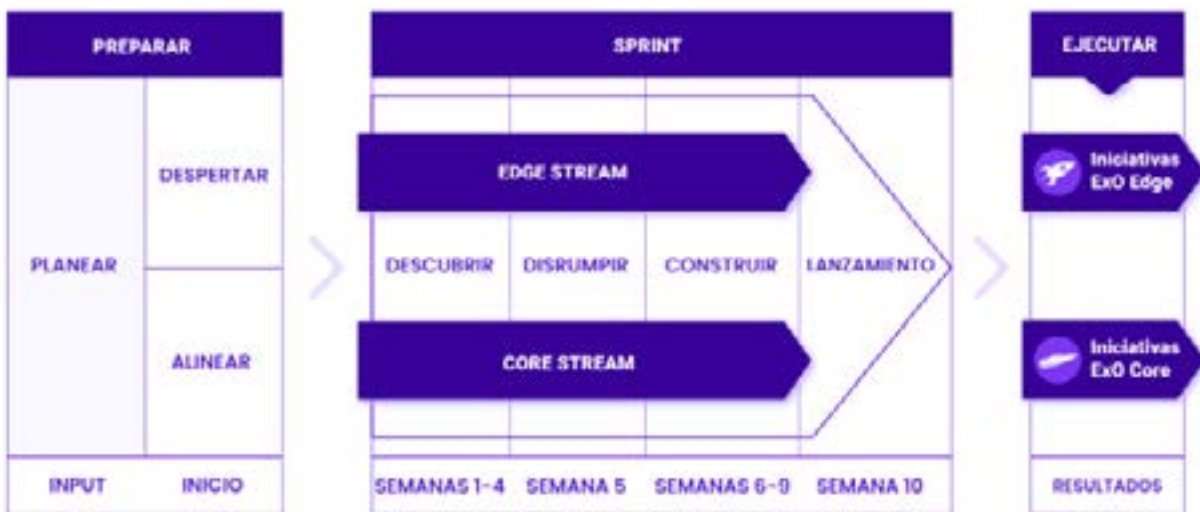 PREPARAR
SPRINT
EJECUTAR
DESPERTAR
EDGE STREAM
Iniciativas
ExO Edge
PLANEAR
DESCUBRIR
DISRUMPIR
CONSTRUIR
LANZAMIENTO
ALINEAR
CORE STREAM
Iniciativas
ExO Core
INPUT
INICIO
SEMANAS 1-4
SEMANA 5
SEMANAS 6-9
SEMANA 10
RESULTADOS